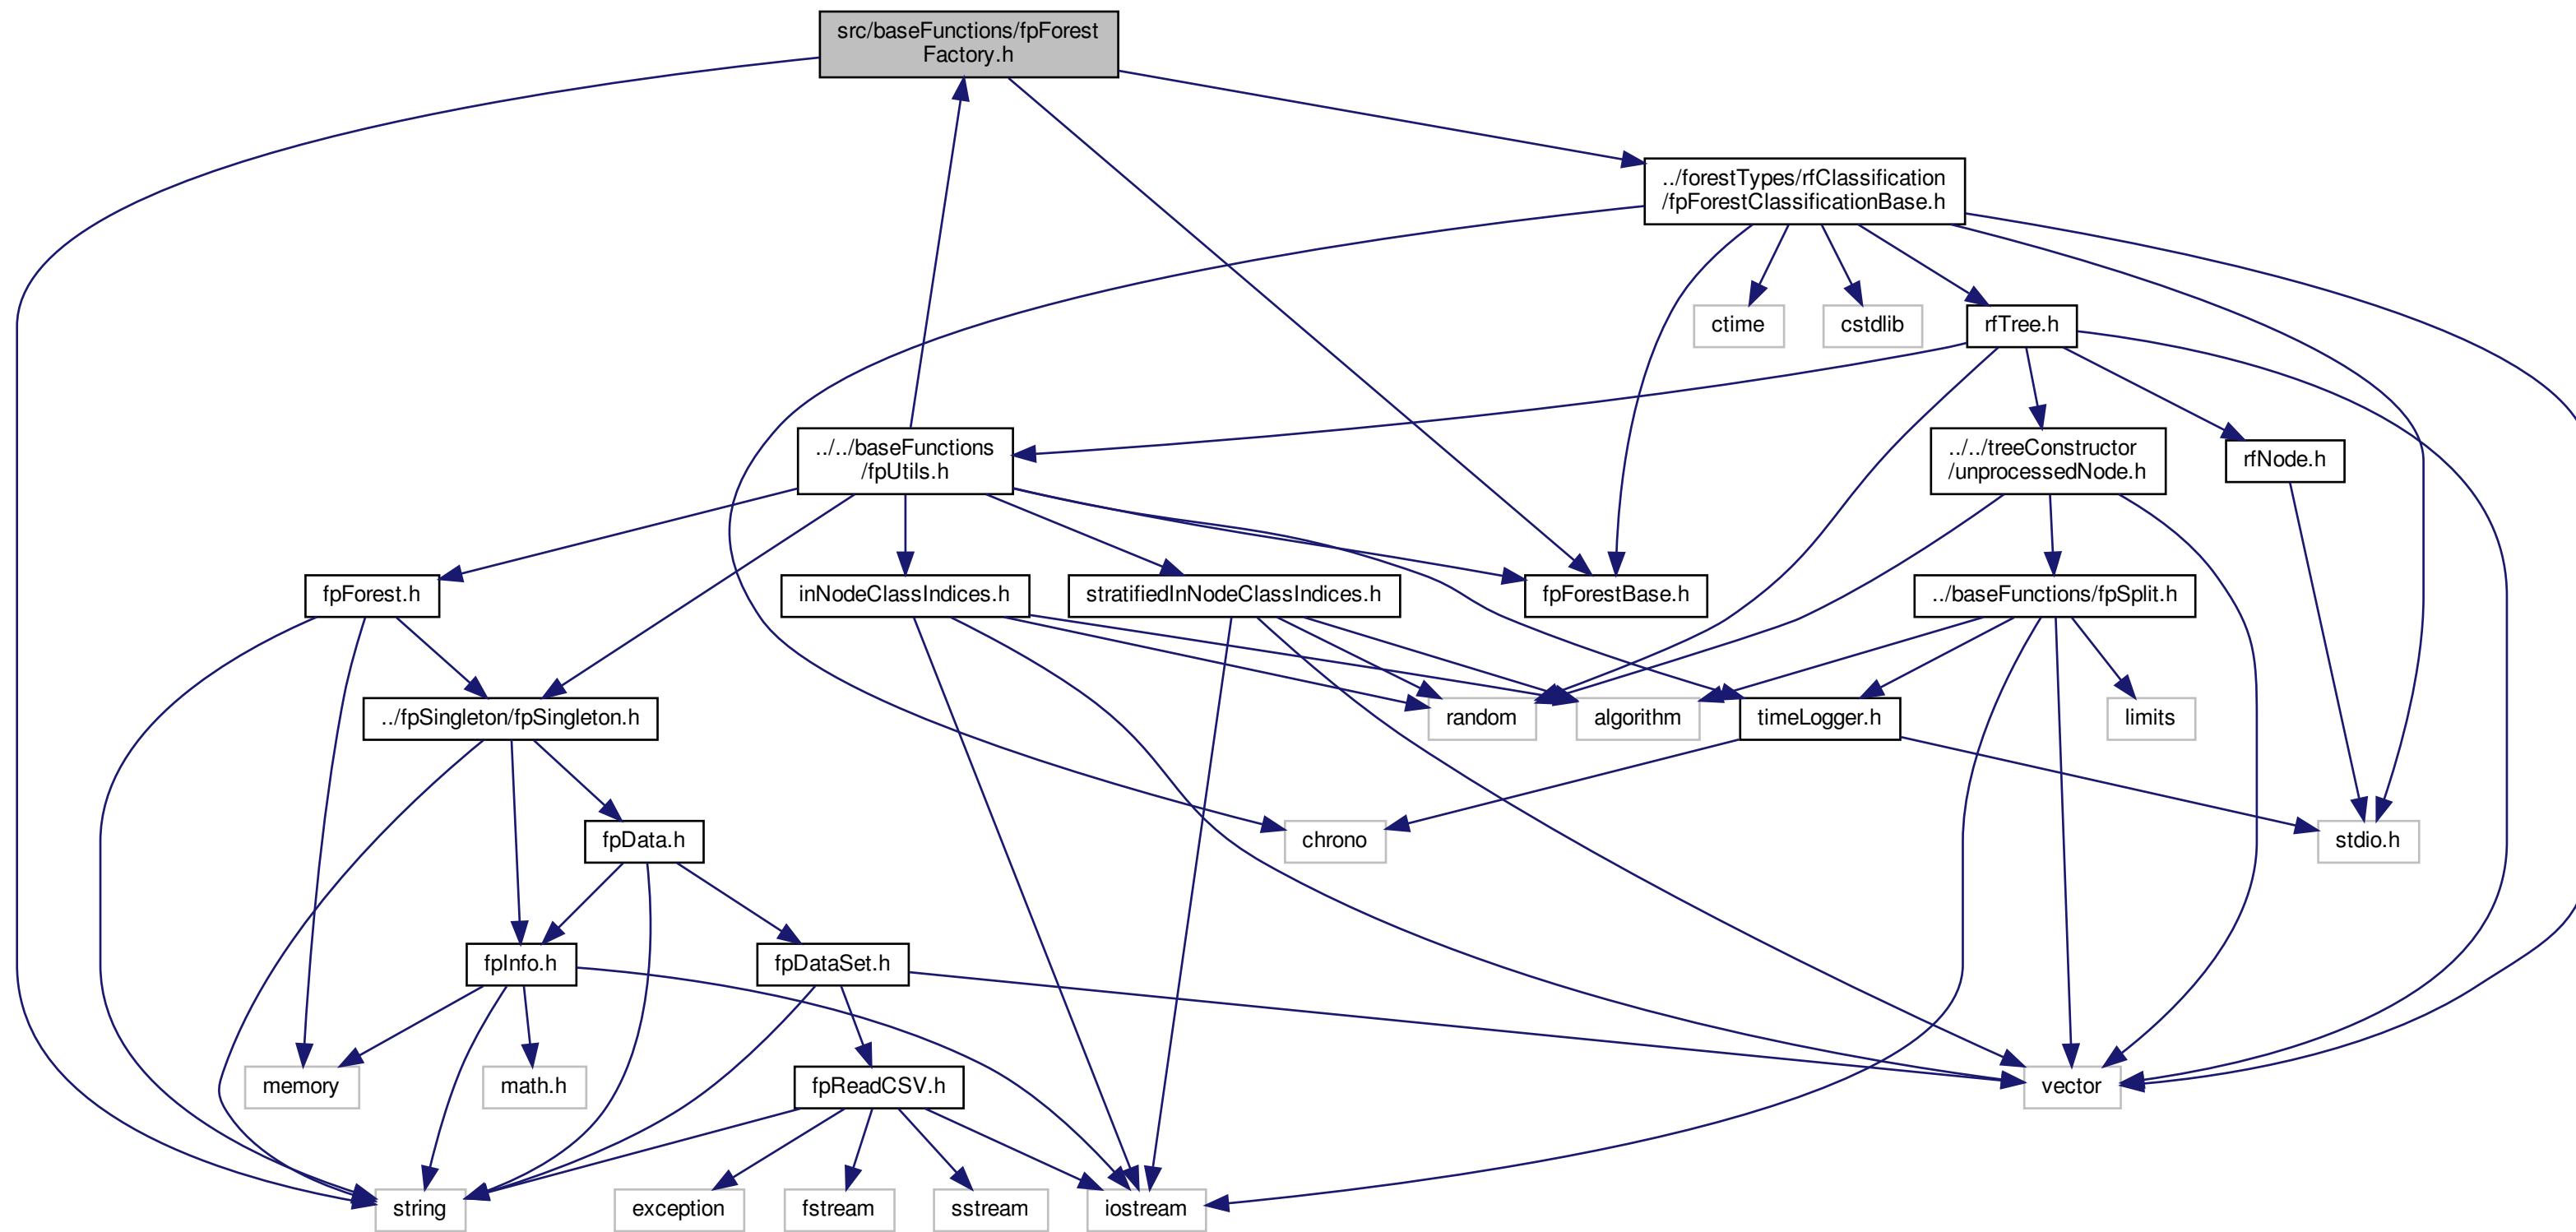 src/baseFunctions/fpForest
Factory.h
../forestTypes/rfClassification
/fpForestClassificationBase.h
ctime
cstdlib
rfTree.h
../../baseFunctions
/fpUtils.h
../../treeConstructor
/unprocessedNode.h
rfNode.h
fpForest.h
inNodeClassIndices.h
stratifiedInNodeClassIndices.h
fpForestBase.h
../baseFunctions/fpSplit.h
../fpSingleton/fpSingleton.h
random
algorithm
timeLogger.h
limits
fpData.h
chrono
stdio.h
fpInfo.h
fpDataSet.h
memory
math.h
fpReadCSV.h
vector
string
exception
fstream
sstream
iostream